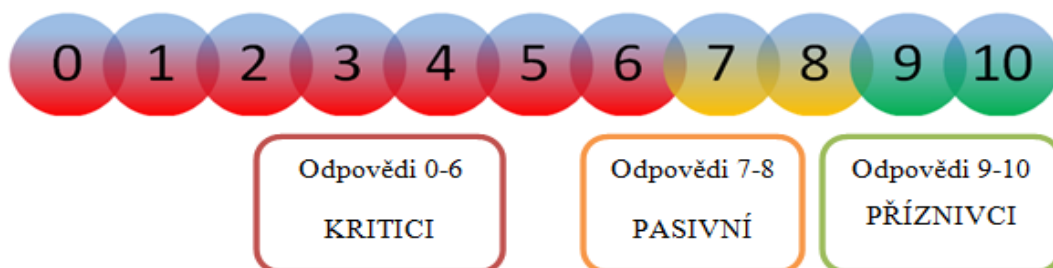 0 1 2 3 4 5 6 7 8 9 10
Odpovědi 0-6
KRITICI
Odpovědi 7-8
PASIVNÍ
Odpovědi 9-10
PŘÍZNIVCI